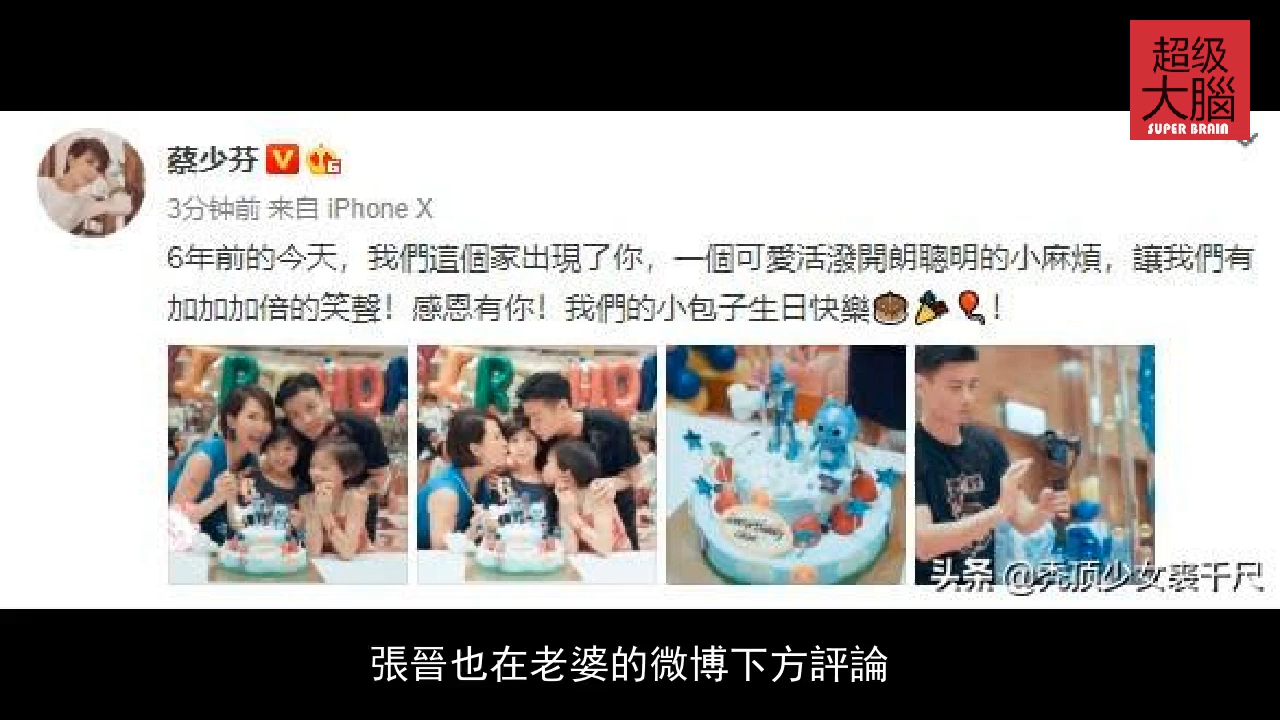 超级
大腦
SUPER BRAIN
蔡少芬
3分钟前 来自 iPhone X
6年前的今天，我們這個家出現了你，一個可愛活潑開朗聰明的小麻煩，讓我們有
加加加倍的笑聲！感恩有你！我們的小包子生日快樂🎂🎉🎈！
头条 @秃顶少女裘千尺
張晉也在老婆的微博下方評論